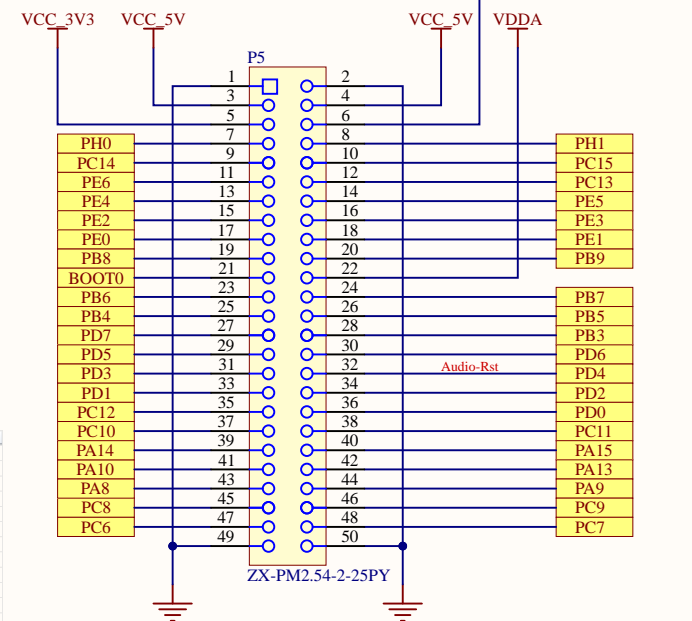 VCC_3V3 VCC_5V VCC_5V VDDA
P5
1 2
3 4
5 6
PH0 7 8 PH1
PC14 9 10 PC15
PE6 11 12 PC13
PE4 13 14 PE5
PE2 15 16 PE3
PE0 17 18 PE1
PB8 19 20 PB9
BOOT0 21 22
PB6 23 24 PB7
PB4 25 26 PB5
PD7 27 28 PB3
PD5 29 30 PD6
PD3 31 32 Audio-Rst PD4
PD1 33 34 PD2
PC12 35 36 PD0
PC10 37 38 PC11
PA14 39 40 PA15
PA10 41 42 PA13
PA8 43 44 PA9
PC8 45 46 PC9
PC6 47 48 PC7
49 50
ZX-PM2.54-2-25PY